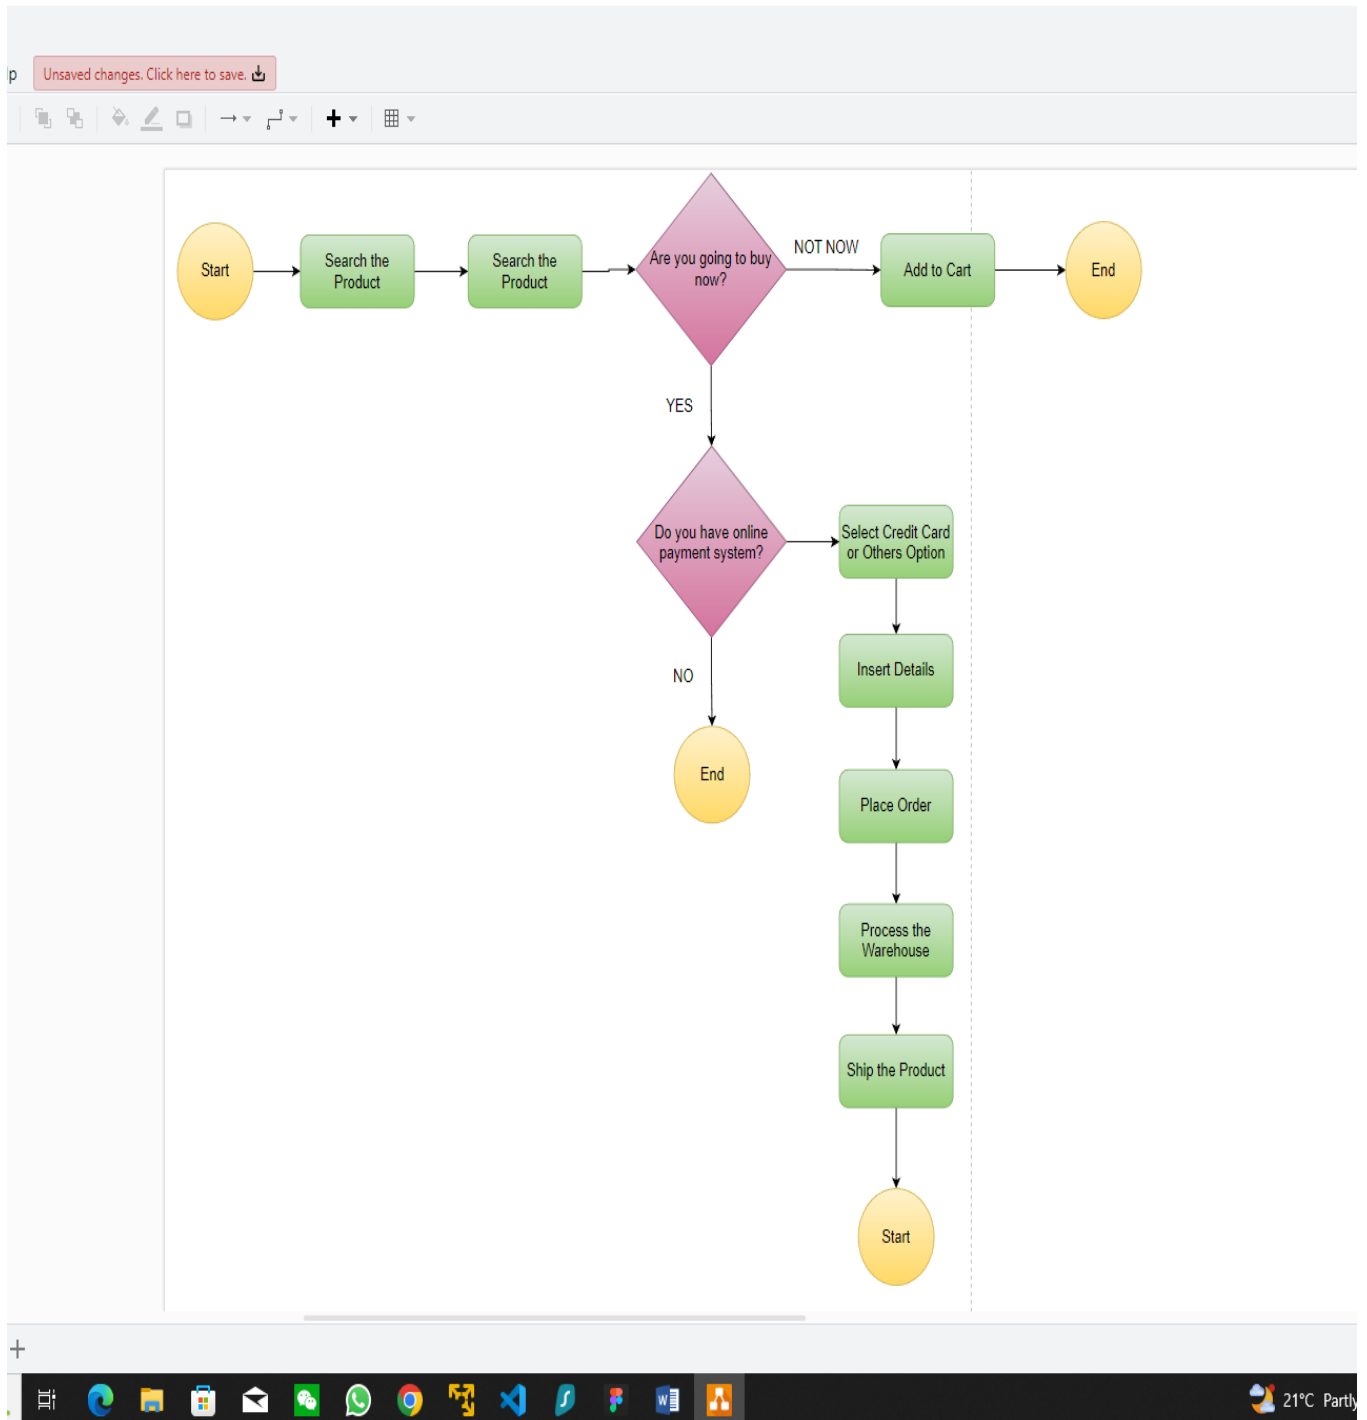 lp
Unsaved changes. Click here to save.
Start
Search the
Product
Search the
Product
Are you going to buy
now?
NOT NOW
Add to Cart
End
YES
Do you have online
payment system?
Select Credit Card
or Others Option
Insert Details
NO
End
Place Order
Process the
Warehouse
Ship the Product
Start
21°C Partly